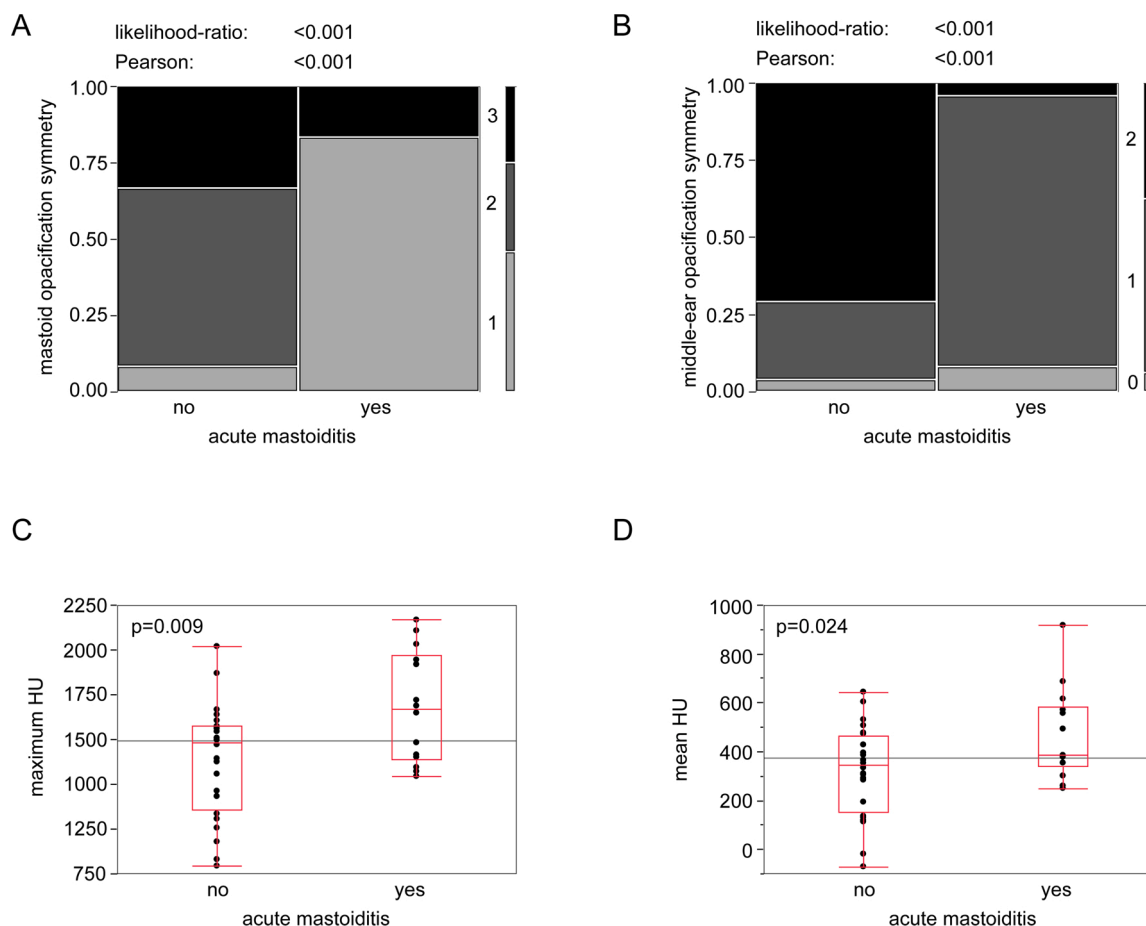 A
likelihood-ratio: <0.001
Pearson: <0.001
mastoid opacification symmetry
1.00
0.75
0.50
0.25
0.00
3
2
1
no yes
acute mastoiditis
B
likelihood-ratio: <0.001
Pearson: <0.001
middle-ear opacification symmetry
1.00
0.75
0.50
0.25
0.00
2
1
0
no yes
acute mastoiditis
C
p=0.009
maximum HU
2250
2000
1750
1500
1000
1250
750
no yes
acute mastoiditis
D
p=0.024
mean HU
1000
800
600
400
200
0
no yes
acute mastoiditis